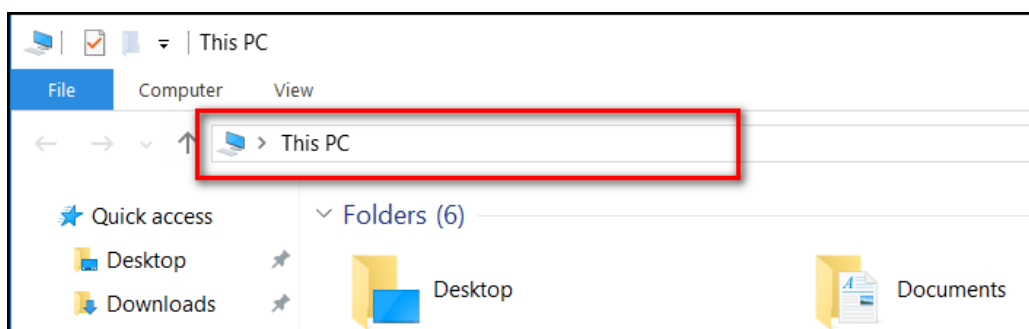 This PC
File Computer View
This PC
Quick access
Folders (6)
Desktop
Downloads
Desktop
Documents